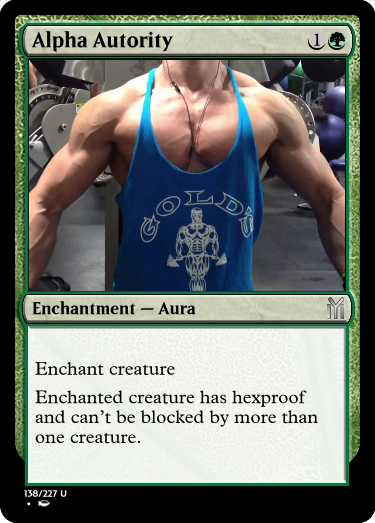 Alpha Autority 1
GOLD'S
Enchantment — Aura
Enchant creature
Enchanted creature has hexproof
and can't be blocked by more than
one creature.
138/227 U